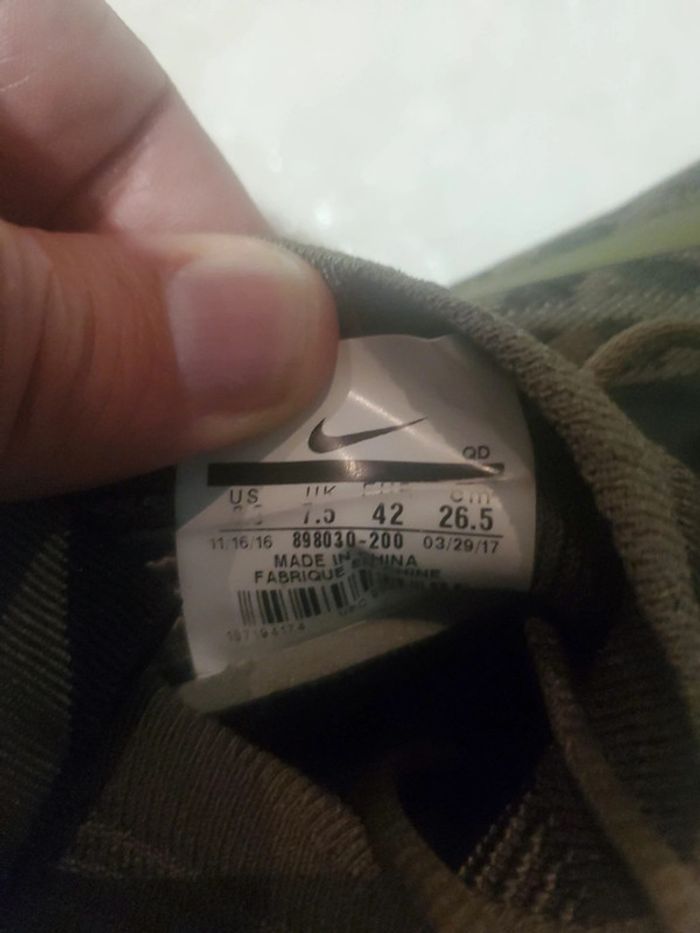 QD
US UK EUR cm
7.5 42 26.5
11/16/16 898030-200 03/29/17
MADE IN CHINA
FABRIQUE